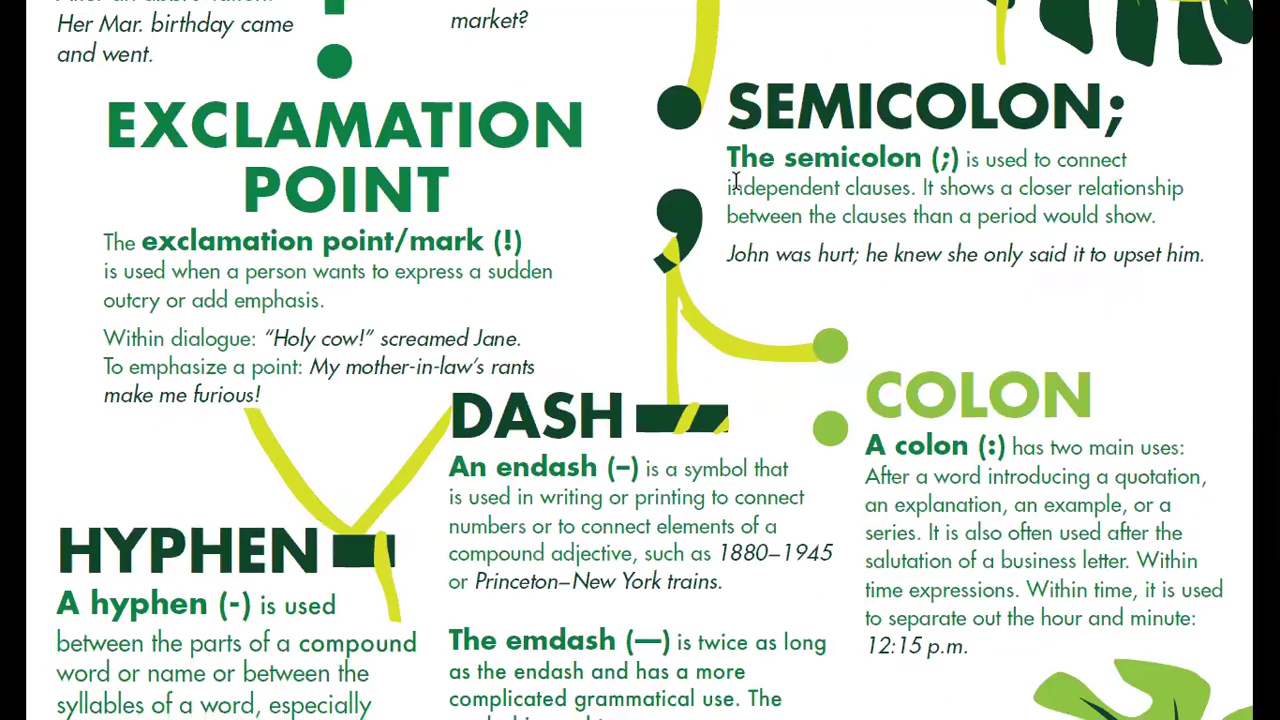 Her Mar. birthday came
and went.
market?
EXCLAMATION
POINT
The exclamation point/mark (!)
is used when a person wants to express a sudden
outcry or add emphasis.
Within dialogue: “Holy cow!” screamed Jane.
To emphasize a point: My mother-in-law’s rants
make me furious!
SEMICOLON;
The semicolon (;) is used to connect
independent clauses. It shows a closer relationship
between the clauses than a period would show.
John was hurt; he knew she only said it to upset him.
DASH
An endash (–) is a symbol that
is used in writing or printing to connect
numbers or to connect elements of a
compound adjective, such as 1880–1945
or Princeton–New York trains.
The emdash (—) is twice as long
as the endash and has a more
complicated grammatical use. The
COLON
A colon (:) has two main uses:
After a word introducing a quotation,
an explanation, an example, or a
series. It is also often used after the
salutation of a business letter. Within
time expressions. Within time, it is used
to separate out the hour and minute:
12:15 p.m.
HYPHEN
A hyphen (-) is used
between the parts of a compound
word or name or between the
syllables of a word, especially